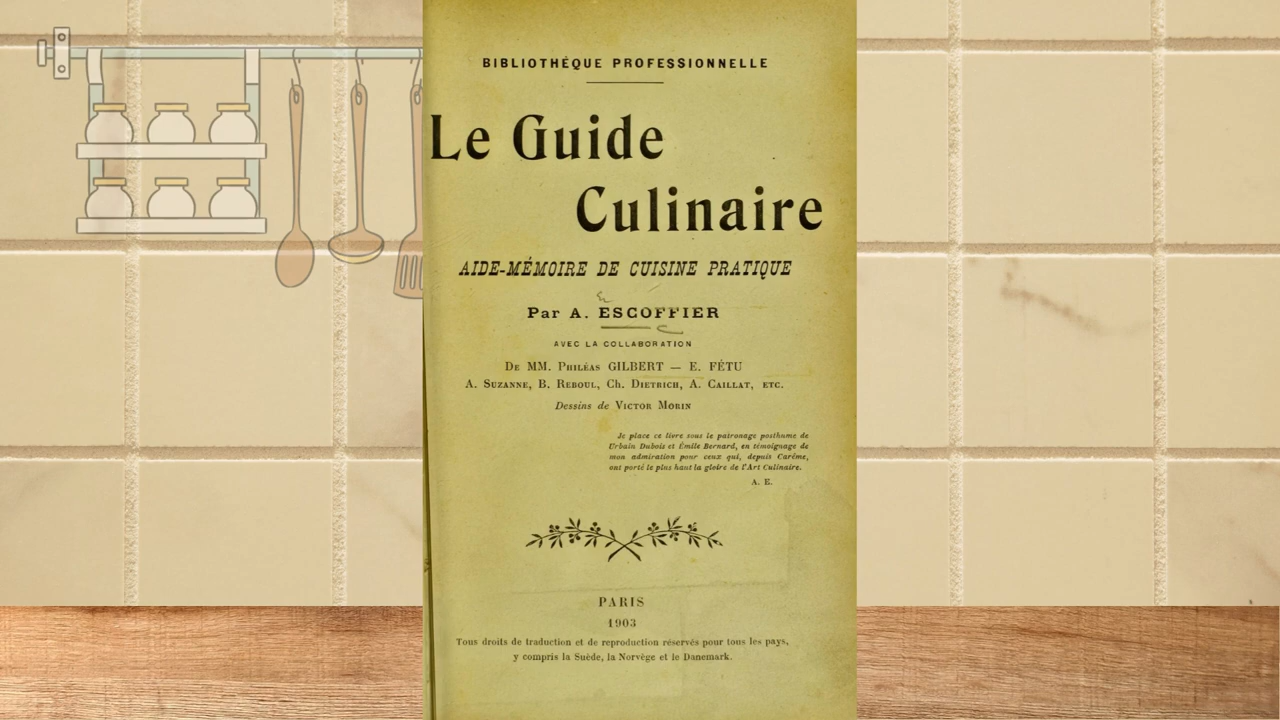 BIBLIOTHÈQUE PROFESSIONNELLE
Le Guide
Culinaire
AIDE-MÉMOIRE DE CUISINE PRATIQUE
Par A. ESCOFFIER
AVEC LA COLLABORATION
De MM. Philéas GILBERT — E. FÉTU
A. Suzanne, B. Reboul, Ch. Dietrich, A. Caillat, etc.
Dessins de Victor Morin
Je place ce livre sous le patronage posthume de
Urbain Dubois et Émile Bernard, en témoignage de
mon admiration pour ceux qui, depuis Carême,
ont porté le plus haut la gloire de l'Art Culinaire.
A. E.
PARIS
1903
Tous droits de traduction et de reproduction réservés pour tous les pays,
y compris la Suède, la Norvège et le Danemark.